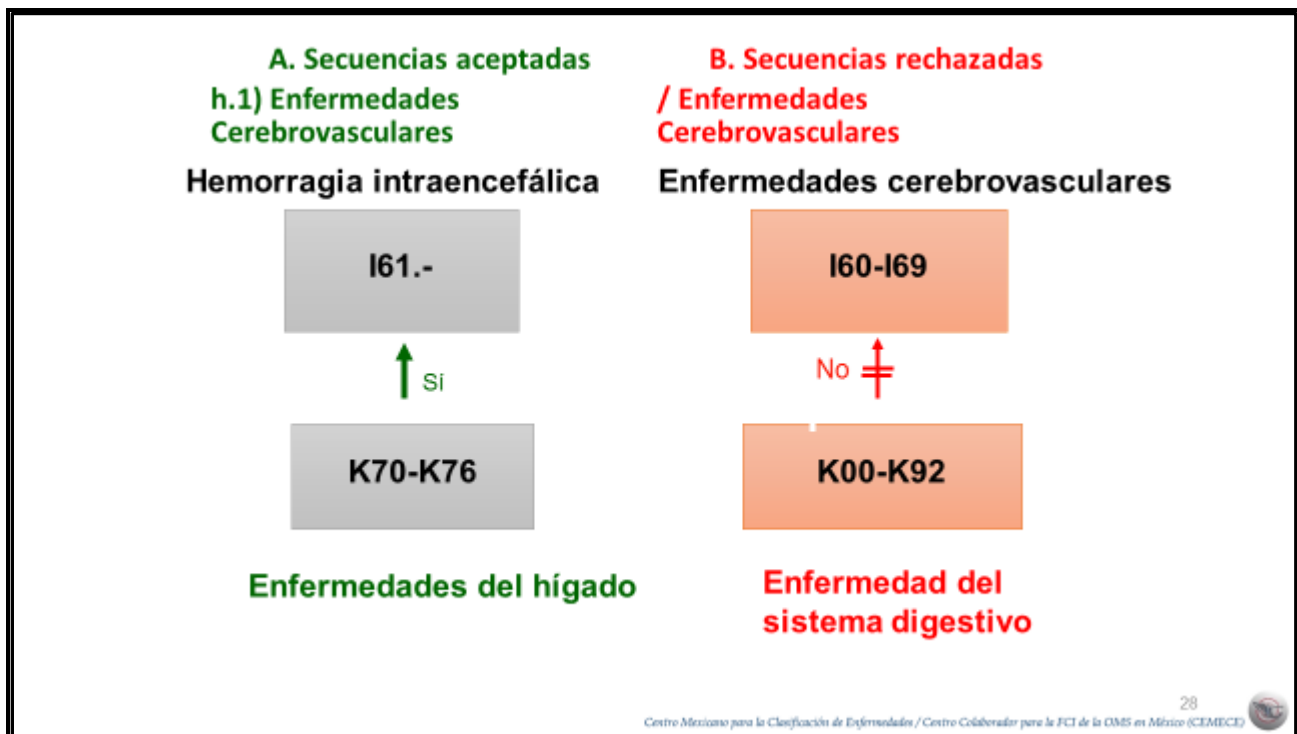 A. Secuencias aceptadas
h.1) Enfermedades
Cerebrovasculares
Hemorragia intraencefálica
I61.-
Sí
K70-K76
Enfermedades del hígado
B. Secuencias rechazadas
/ Enfermedades
Cerebrovasculares
Enfermedades cerebrovasculares
I60-I69
No
K00-K92
Enfermedad del
sistema digestivo
28
Centro Mexicano para la Clasificación de Enfermedades / Centro Colaborador para la FCI de la OMS en México (CEMECE)